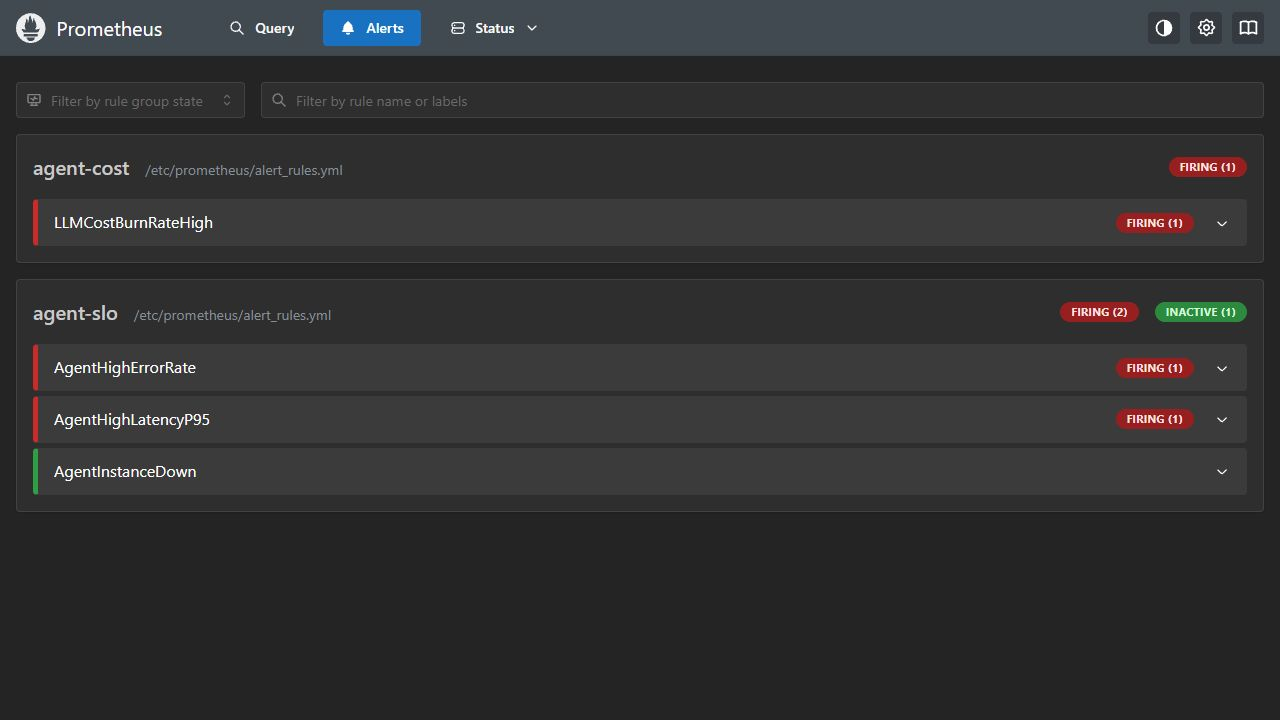 Prometheus Query Alerts Status
Filter by rule group state Filter by rule name or labels
agent-cost /etc/prometheus/alert_rules.yml FIRING (1)
LLMCostBurnRateHigh FIRING (1)
agent-slo /etc/prometheus/alert_rules.yml FIRING (2) INACTIVE (1)
AgentHighErrorRate FIRING (1)
AgentHighLatencyP95 FIRING (1)
AgentInstanceDown